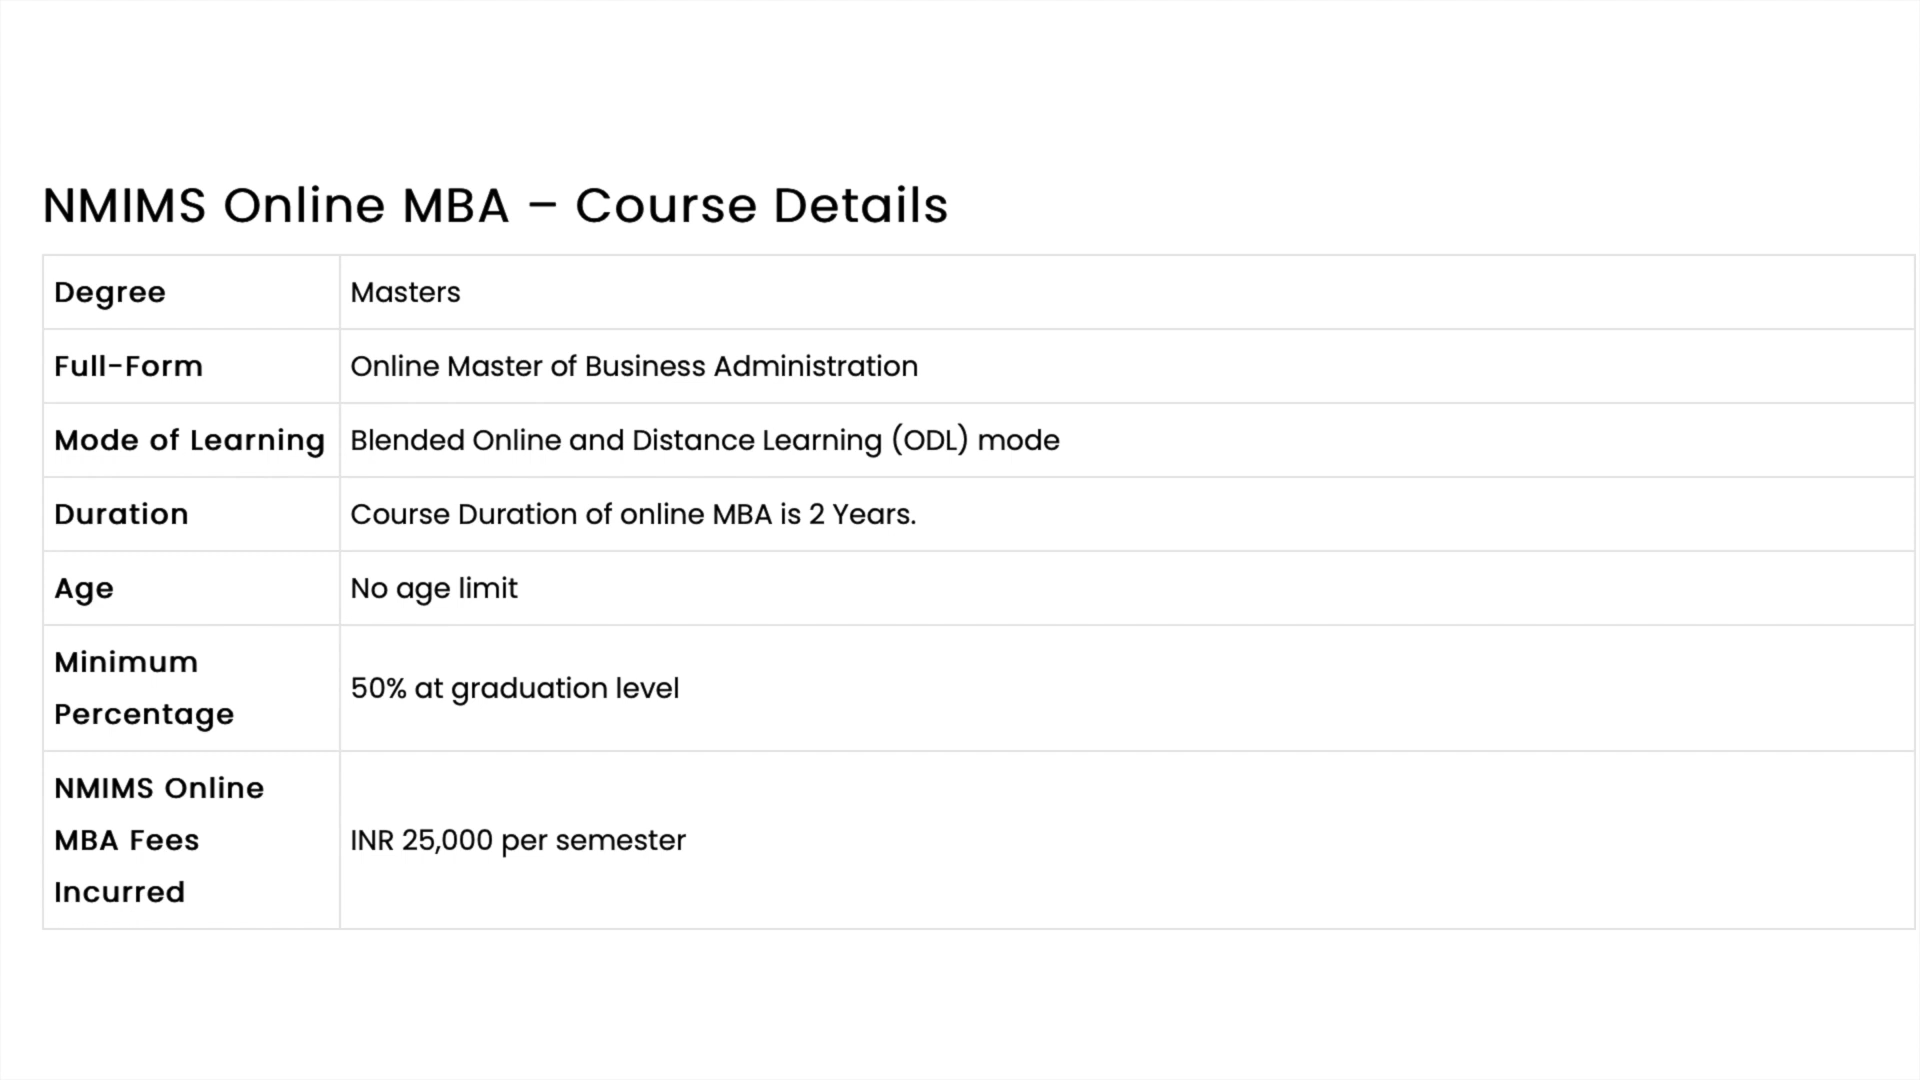 NMIMS Online MBA – Course Details
Degree
Masters
Full-Form
Online Master of Business Administration
Mode of Learning
Blended Online and Distance Learning (ODL) mode
Duration
Course Duration of online MBA is 2 Years.
Age
No age limit
Minimum
Percentage
50% at graduation level
NMIMS Online
MBA Fees
Incurred
INR 25,000 per semester